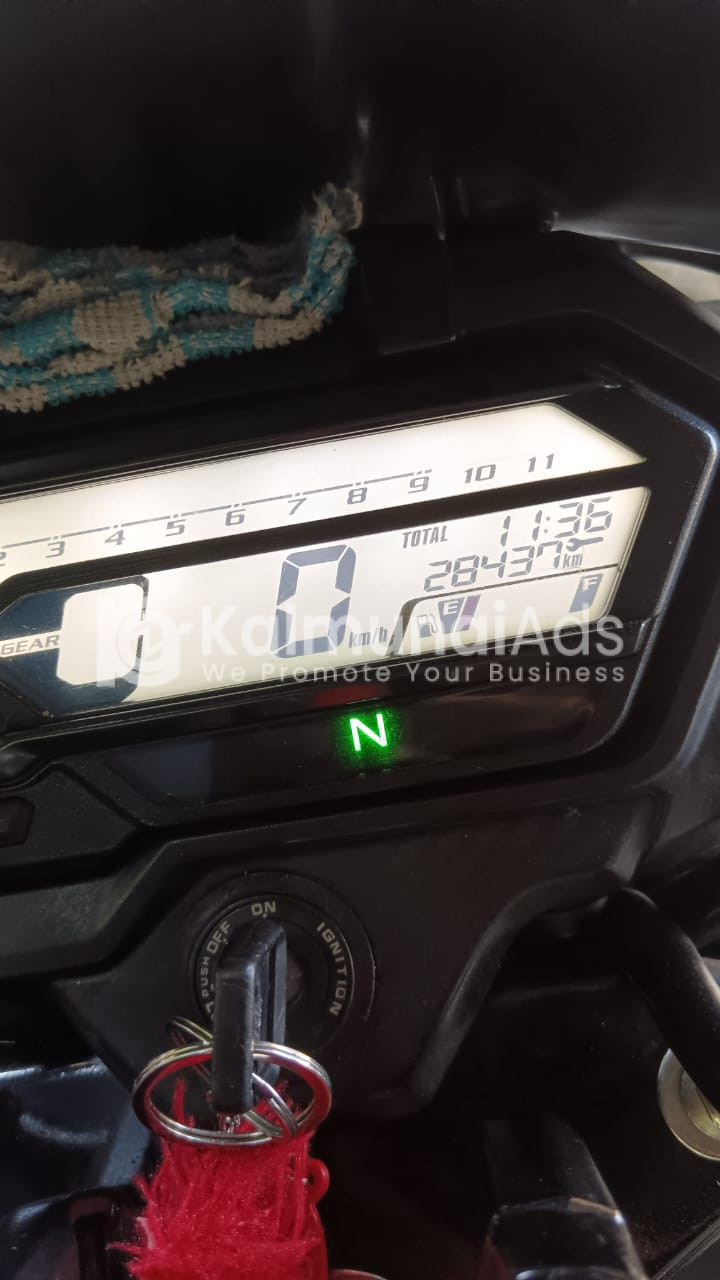 2 3 4 5 6 7 8 9 10 11
TOTAL 11:36
28437 km
GEAR
0 km/h
E F
KalmunaiAds
We Promote Your Business
N
ON
OFF
PUSH
IGNITION